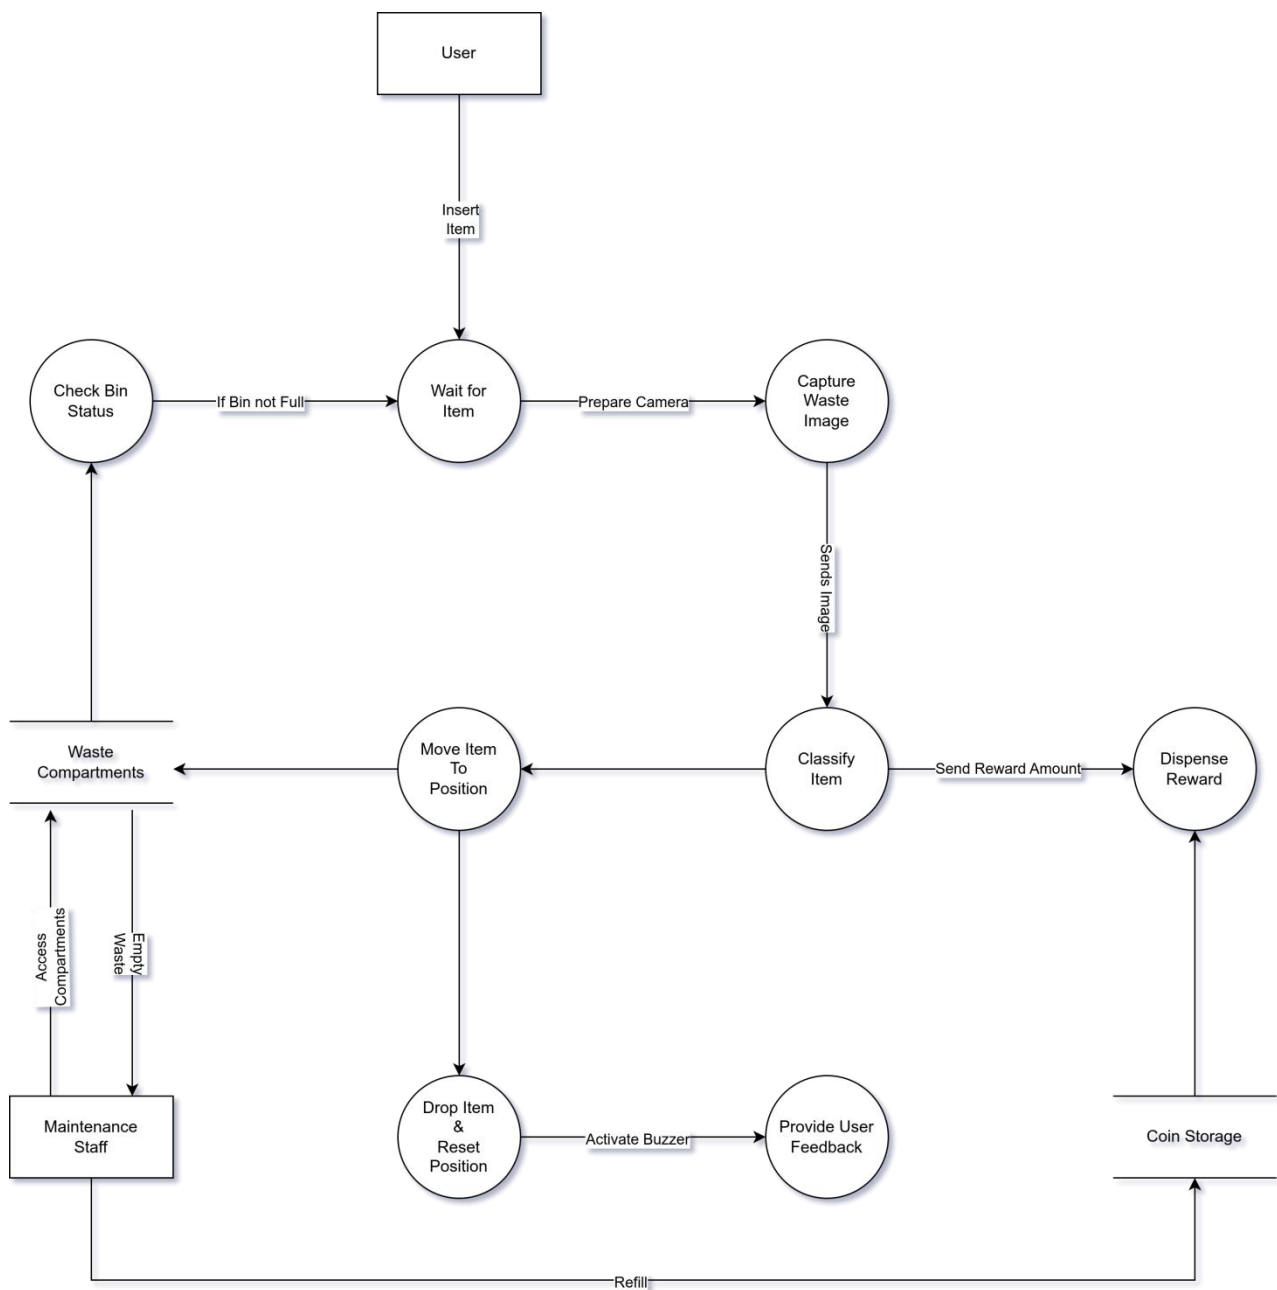 User
Insert
Item
Check Bin
Status
If Bin not Full
Wait for
Item
Prepare Camera
Capture
Waste
Image
Sends Image
Waste
Compartments
Move Item
To
Position
Classify
Item
Send Reward Amount
Dispense
Reward
Access
Compartments
Empty
Waste
Maintenance
Staff
Drop Item
&
Reset
Position
Activate Buzzer
Provide User
Feedback
Coin Storage
Refill